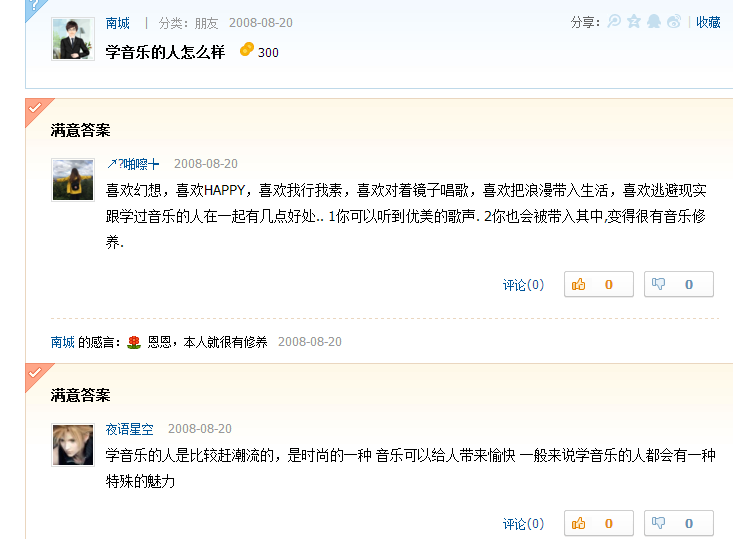 南城 | 分类：朋友 2008-08-20 分享： | 收藏
学音乐的人怎么样 300
满意答案
↗?啪嚓╁ 2008-08-20
喜欢幻想，喜欢HAPPY，喜欢我行我素，喜欢对着镜子唱歌，喜欢把浪漫带入生活，喜欢逃避现实
跟学过音乐的人在一起有几点好处.. 1你可以听到优美的歌声. 2你也会被带入其中,变得很有音乐修
养.
评论(0) 0 0
南城 的感言： 恩恩，本人就很有修养 2008-08-20
满意答案
夜语星空 2008-08-20
学音乐的人是比较赶潮流的，是时尚的一种 音乐可以给人带来愉快 一般来说学音乐的人都会有一种
特殊的魅力
评论(0) 0 0